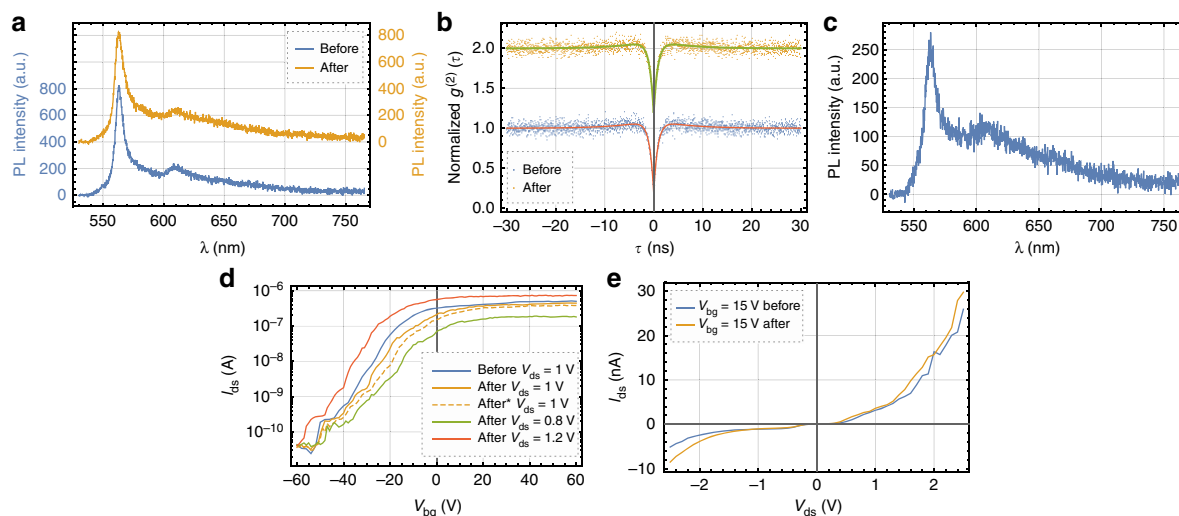 a
PL intensity (a.u.)
800
600
400
200
0
550
600
650
700
750
λ (nm)
Before
After
800
600
400
200
0
PL intensity (a.u.)
b
Normalized g(2) (τ)
2.0
1.5
1.0
0.5
0.0
−30
−20
−10
0
10
20
30
τ (ns)
Before
After
c
PL intensity (a.u.)
250
200
150
100
50
0
550
600
650
700
750
λ (nm)
d
Ids (A)
10−6
10−7
10−8
10−9
10−10
−60
−40
−20
0
20
40
60
Vbg (V)
Before Vds = 1 V
After Vds = 1 V
After* Vds = 1 V
After Vds = 0.8 V
After Vds = 1.2 V
e
Ids (nA)
30
20
10
0
−10
−2
−1
0
1
2
Vds (V)
Vbg = 15 V before
Vbg = 15 V after